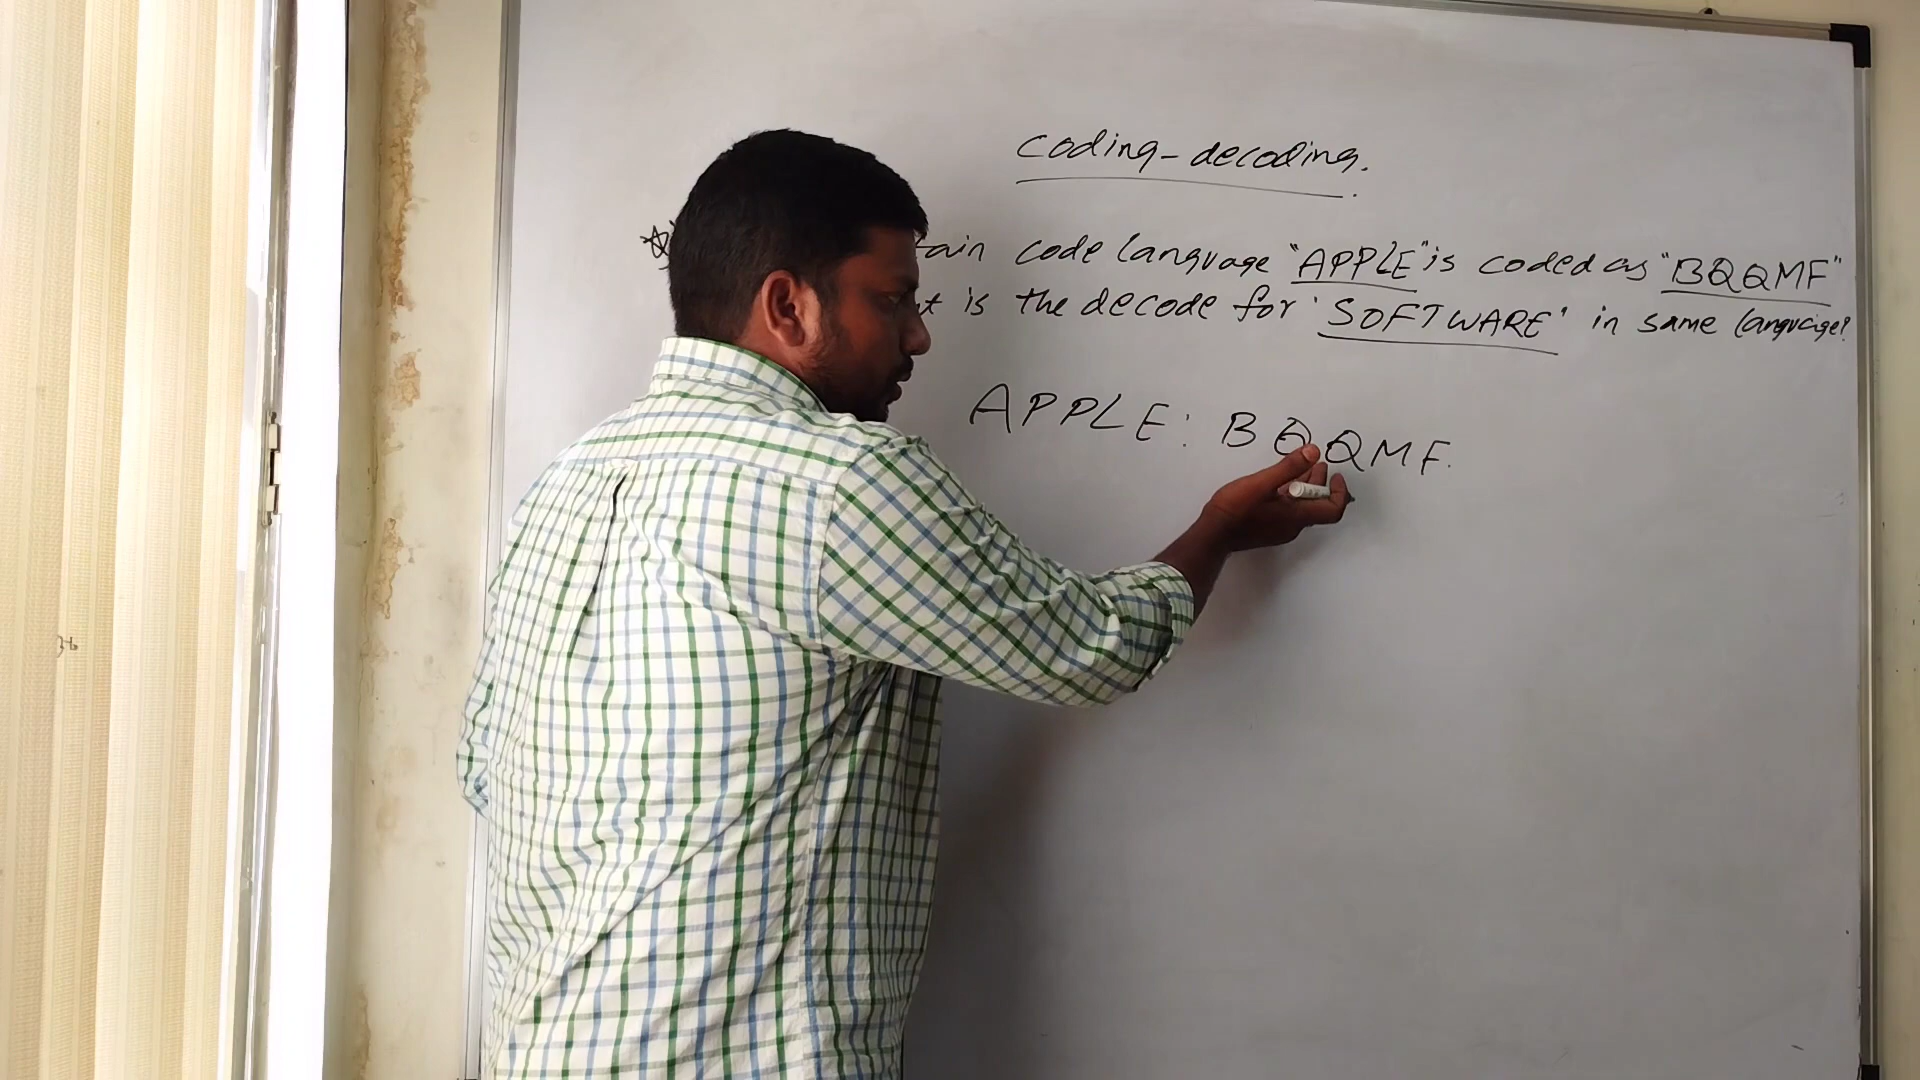 coding-decoding.
code language "APPLE" is coded as "BQQMF"
is the decode for 'SOFTWARE' in same language?
APPLE: BQQMF.